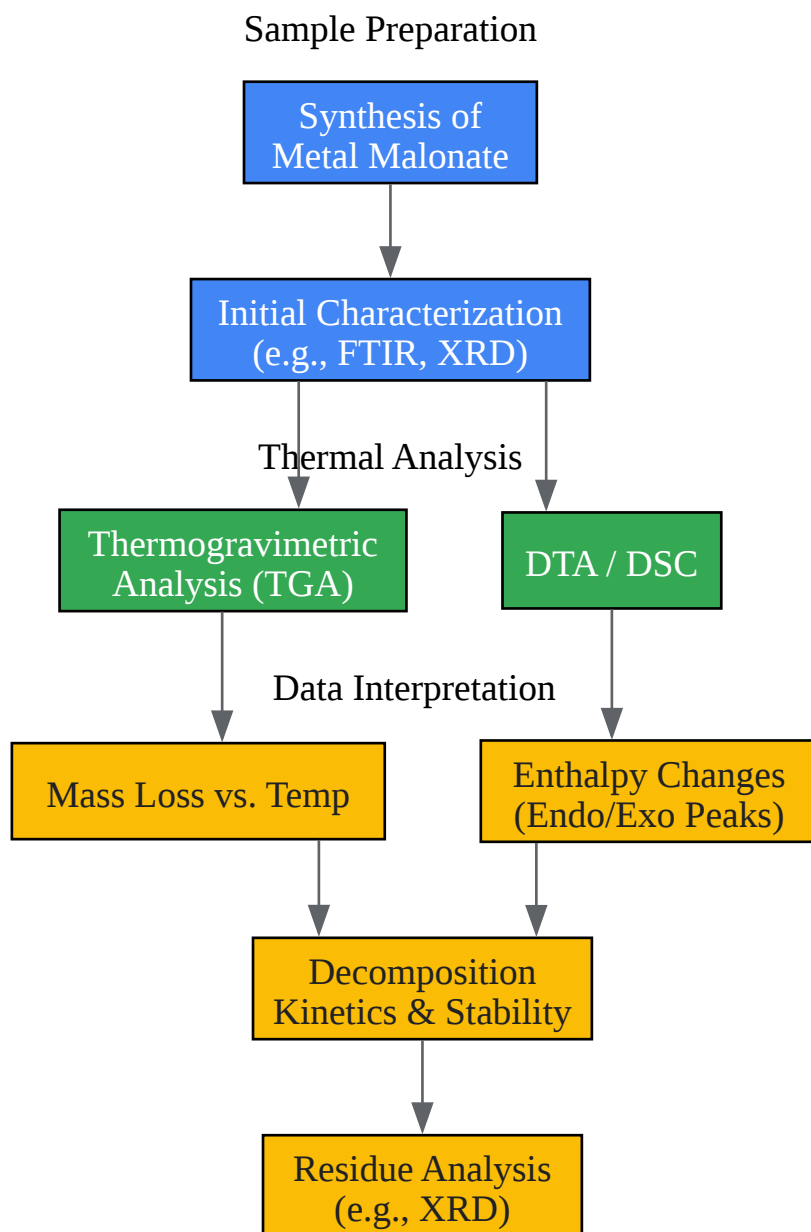 Sample Preparation
Synthesis of
Metal Malonate
Initial Characterization
(e.g., FTIR, XRD)
Thermal Analysis
Thermogravimetric
Analysis (TGA)
DTA / DSC
Data Interpretation
Mass Loss vs. Temp
Enthalpy Changes
(Endo/Exo Peaks)
Decomposition
Kinetics & Stability
Residue Analysis
(e.g., XRD)